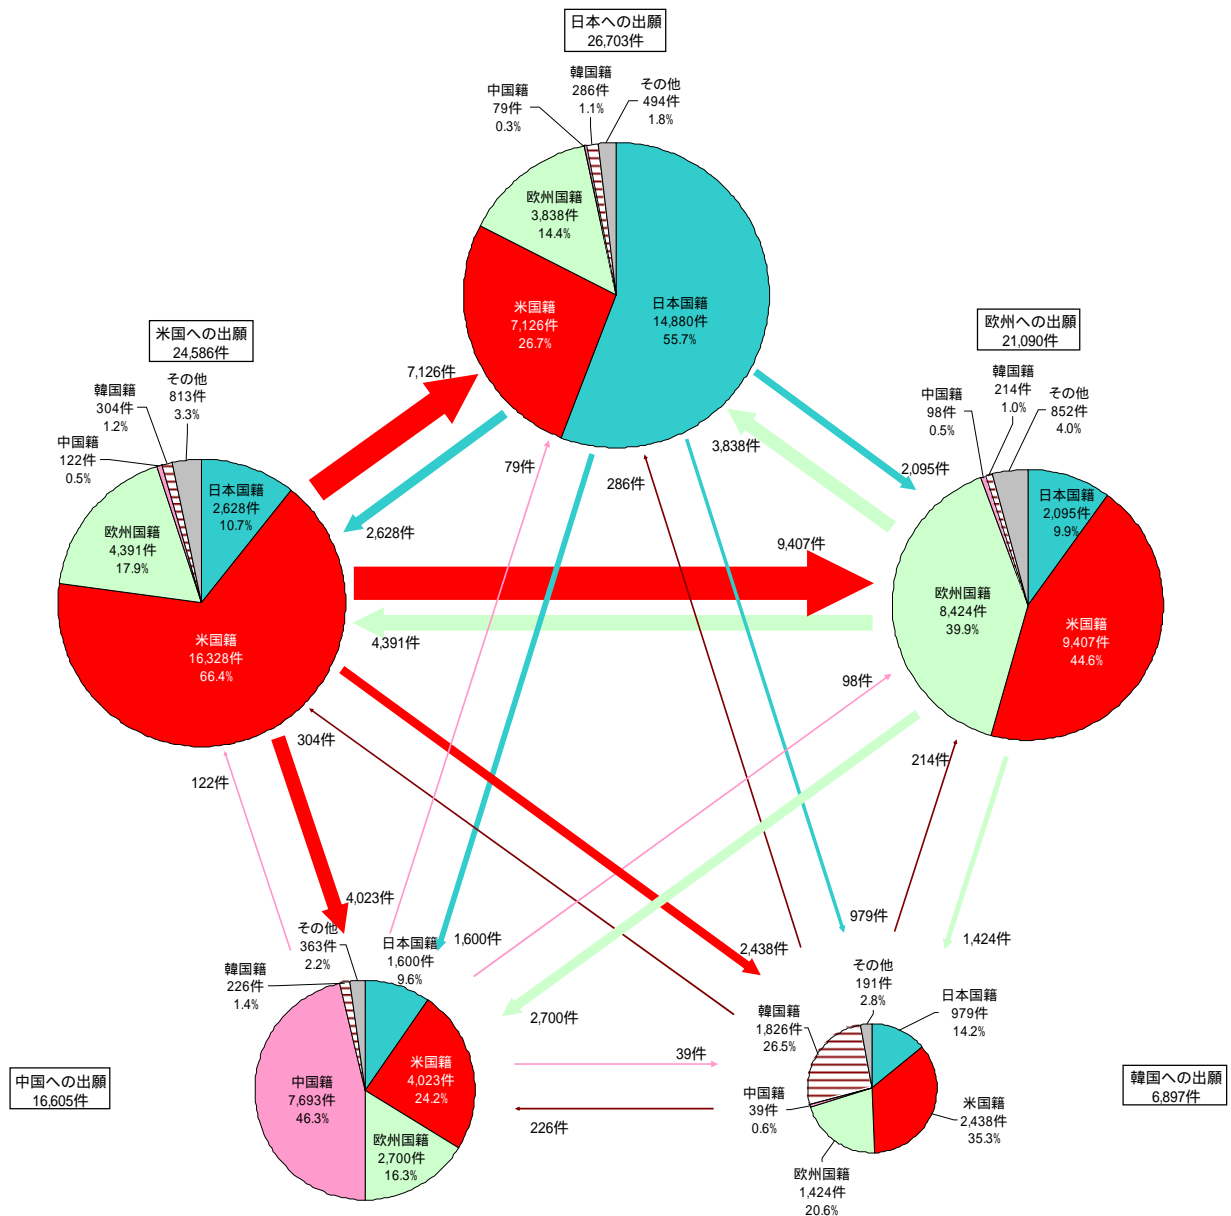 日本への出願
26,703件
中国籍
79件
0.3%
韓国籍
286件
1.1%
その他
494件
1.8%
欧州国籍
3,838件
14.4%
米国籍
7,126件
26.7%
日本国籍
14,880件
55.7%
米国への出願
24,586件
韓国籍
304件
1.2%
その他
813件
3.3%
中国籍
122件
0.5%
日本国籍
2,628件
10.7%
欧州国籍
4,391件
17.9%
米国籍
16,328件
66.4%
欧州への出願
21,090件
中国籍
98件
0.5%
韓国籍
214件
1.0%
その他
852件
4.0%
日本国籍
2,095件
9.9%
欧州国籍
8,424件
39.9%
米国籍
9,407件
44.6%
7,126件
2,628件
79件
286件
3,838件
2,095件
9,407件
4,391件
98件
304件
122件
214件
4,023件
1,600件
2,438件
979件
1,424件
2,700件
39件
226件
中国への出願
16,605件
その他
363件
2.2%
韓国籍
226件
1.4%
日本国籍
1,600件
9.6%
米国籍
4,023件
24.2%
中国籍
7,693件
46.3%
欧州国籍
2,700件
16.3%
韓国への出願
6,897件
その他
191件
2.8%
日本国籍
979件
14.2%
韓国籍
1,826件
26.5%
中国籍
39件
0.6%
米国籍
2,438件
35.3%
欧州国籍
1,424件
20.6%